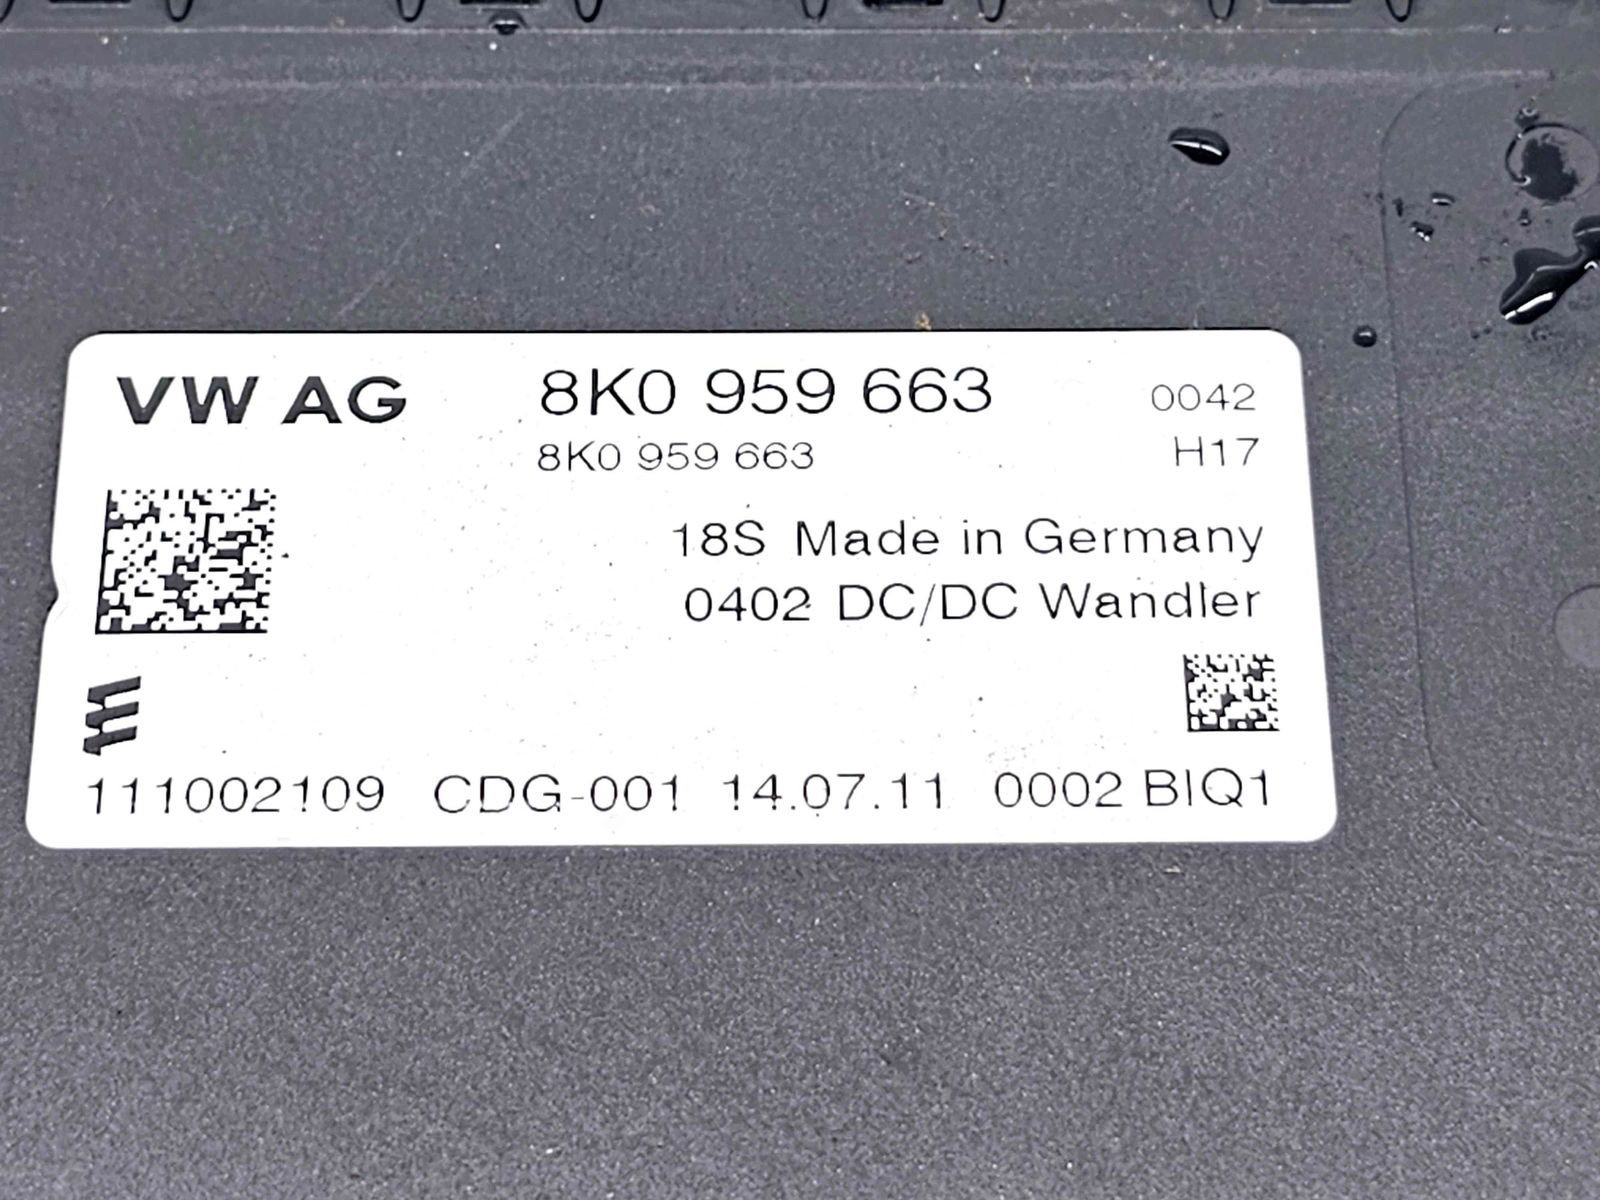 VW AG 8K0 959 663 0042
8K0 959 663 H17
18S Made in Germany
0402 DC/DC Wandler
111002109 CDG-001 14.07.11 0002 BIQ1